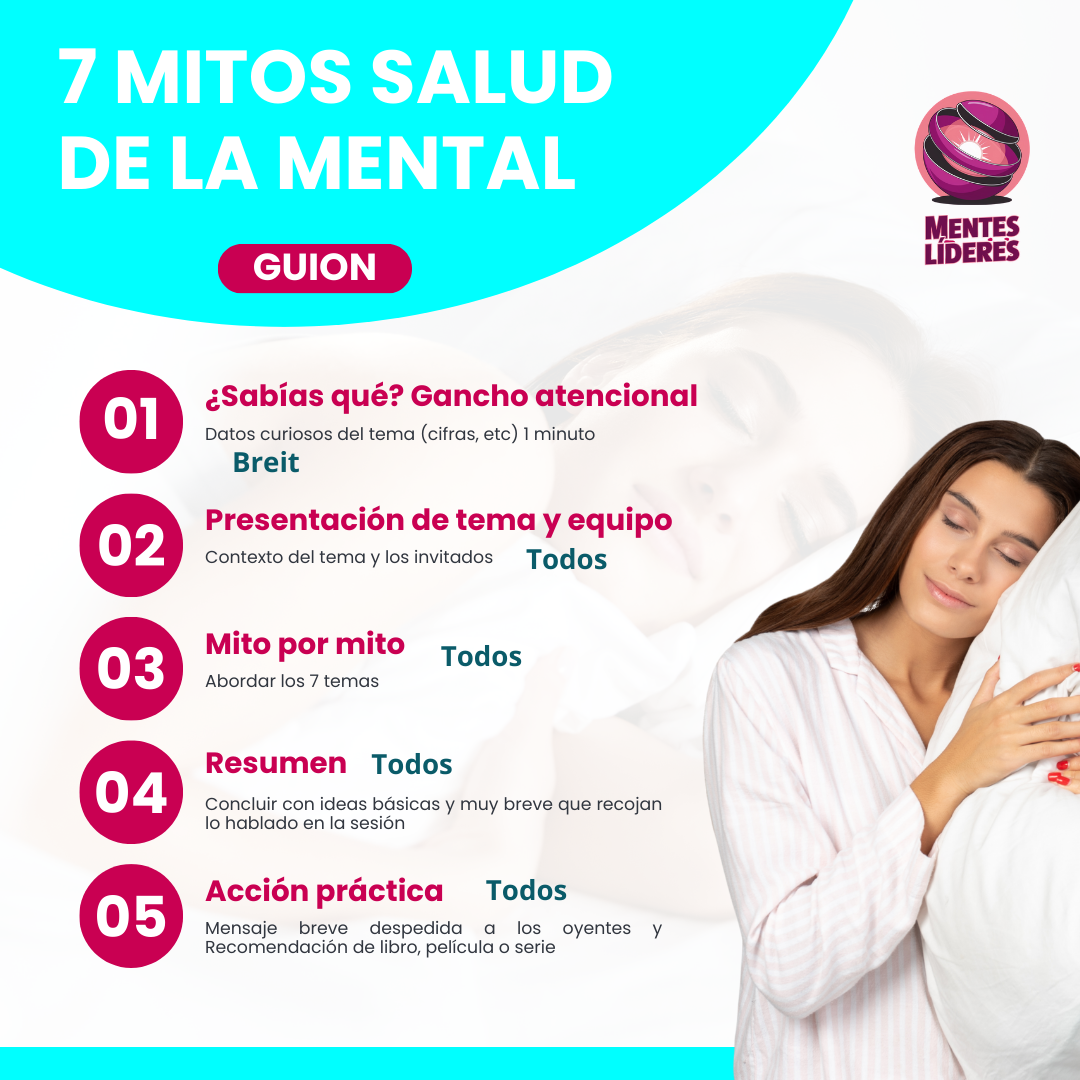 7 MITOS SALUD
DE LA MENTAL
MENTES
LÍDERES
GUION
01
¿Sabías qué? Gancho atencional
Datos curiosos del tema (cifras, etc) 1 minuto
Breit
02
Presentación de tema y equipo
Contexto del tema y los invitados
Todos
03
Mito por mito
Todos
Abordar los 7 temas
04
Resumen
Todos
Concluir con ideas básicas y muy breve que recojan
lo hablado en la sesión
05
Acción práctica
Todos
Mensaje breve despedida a los oyentes y
Recomendación de libro, película o serie